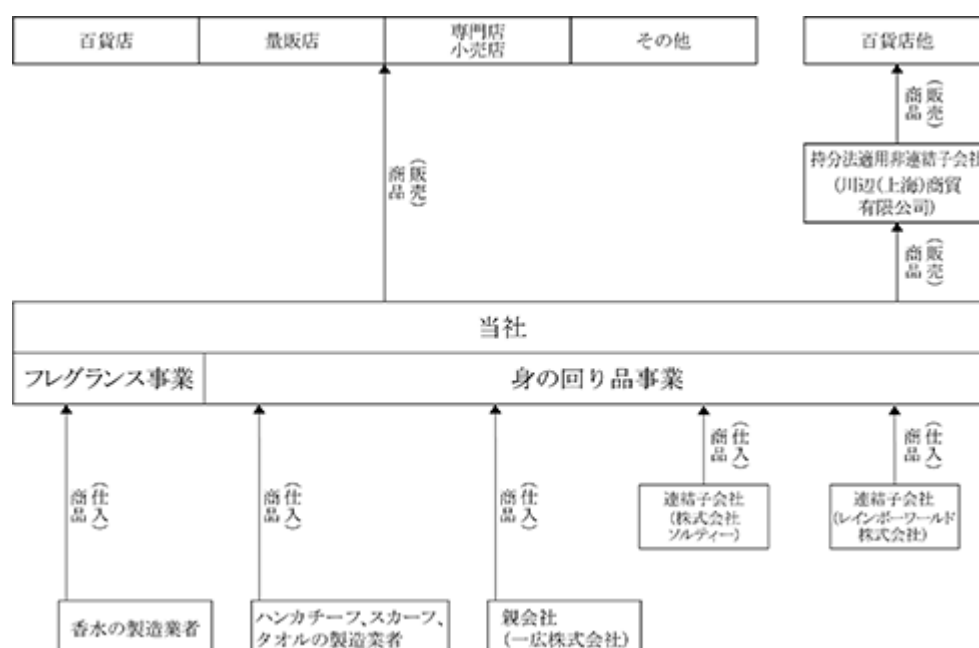 百貨店
量販店
専門店
小売店
その他
百貨店他
商品
(販売)
商品
(販売)
持分法適用非連結子会社
(川辺(上海)商貿
有限公司)
商品
(販売)
当社
フレグランス事業
身の回り品事業
商品
(仕入)
商品
(仕入)
商品
(仕入)
商品
(仕入)
商品
(仕入)
連結子会社
(株式会社
ソルティー)
連結子会社
(レインボーワールド
株式会社)
香水の製造業者
ハンカチーフ、スカーフ、
タオルの製造業者
親会社
(一広株式会社)